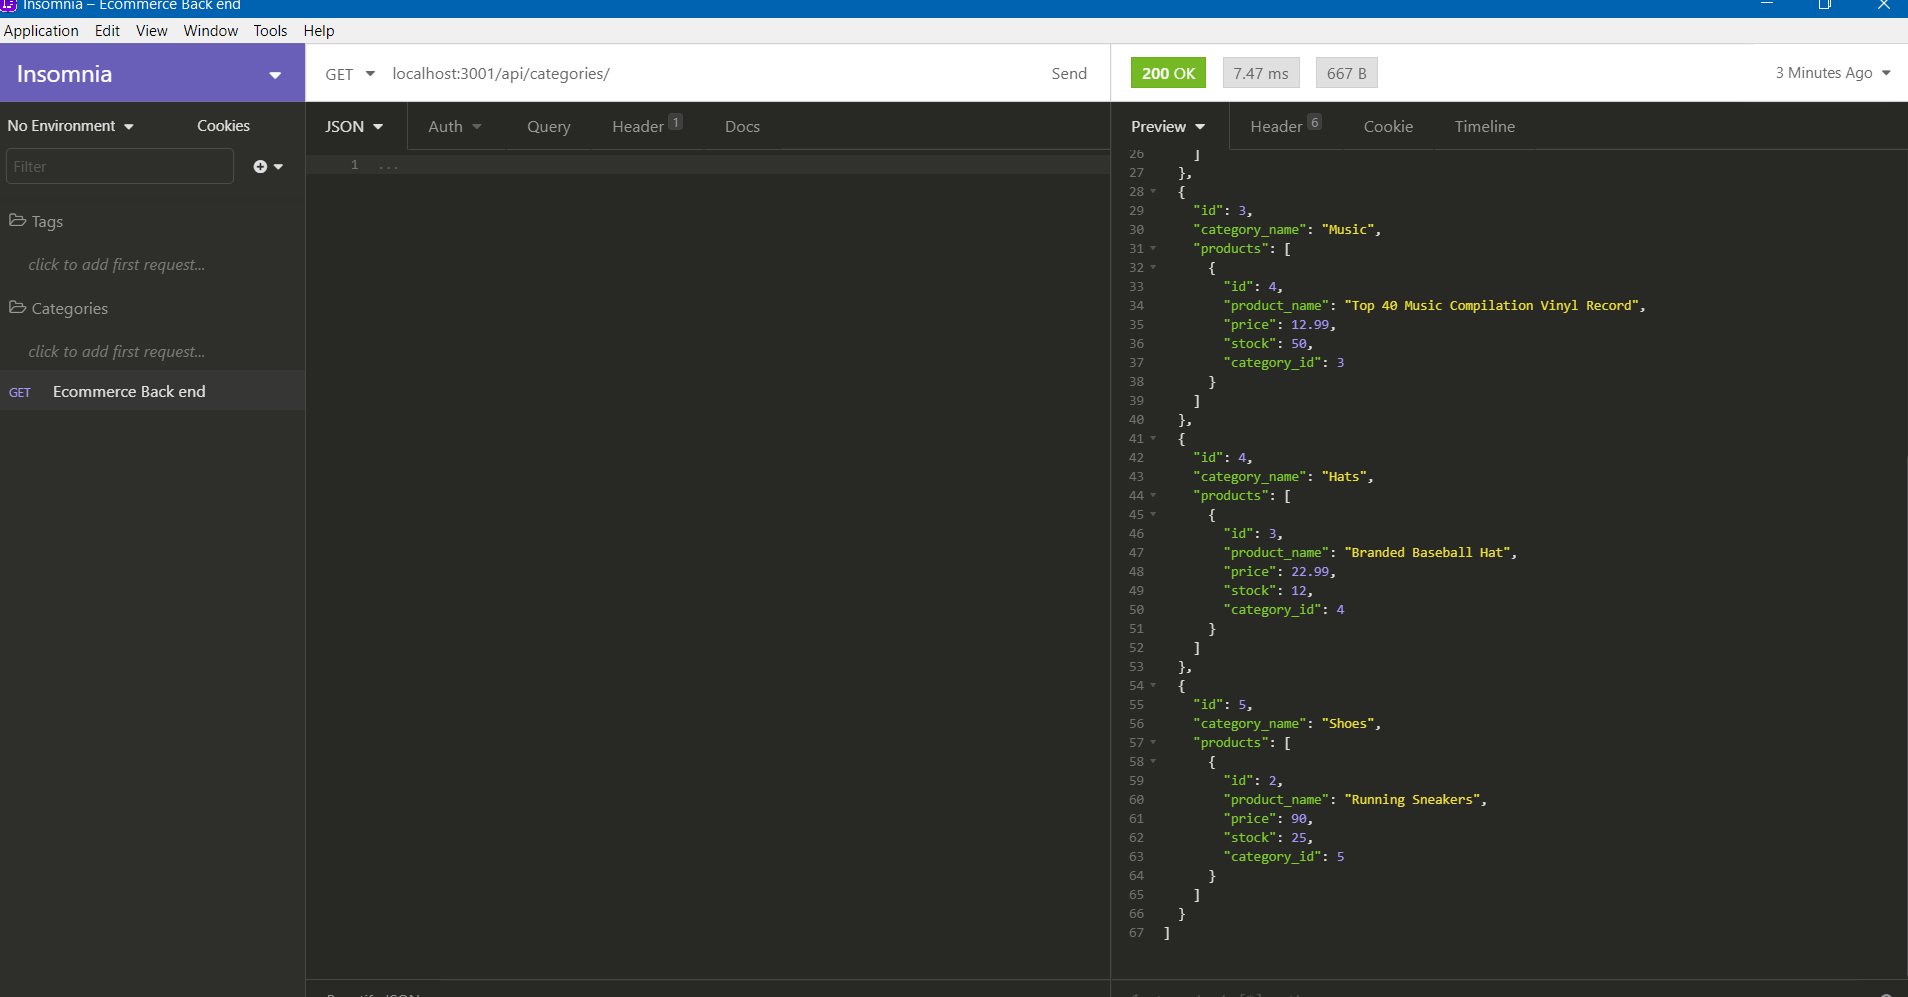 Insomnia – Ecommerce Back end
Application Edit View Window Tools Help
Insomnia
GET localhost:3001/api/categories/ Send
200 OK 7.47 ms 667 B 3 Minutes Ago
No Environment Cookies
JSON Auth Query Header 1 Docs
Preview Header 6 Cookie Timeline
Filter
Tags
click to add first request...
Categories
click to add first request...
GET Ecommerce Back end
1 ...
26 ]
27 },
28 {
29 "id": 3,
30 "category_name": "Music",
31 "products": [
32 {
33 "id": 4,
34 "product_name": "Top 40 Music Compilation Vinyl Record",
35 "price": 12.99,
36 "stock": 50,
37 "category_id": 3
38 }
39 ]
40 },
41 {
42 "id": 4,
43 "category_name": "Hats",
44 "products": [
45 {
46 "id": 3,
47 "product_name": "Branded Baseball Hat",
48 "price": 22.99,
49 "stock": 12,
50 "category_id": 4
51 }
52 ]
53 },
54 {
55 "id": 5,
56 "category_name": "Shoes",
57 "products": [
58 {
59 "id": 2,
60 "product_name": "Running Sneakers",
61 "price": 90,
62 "stock": 25,
63 "category_id": 5
64 }
65 ]
66 }
67 ]